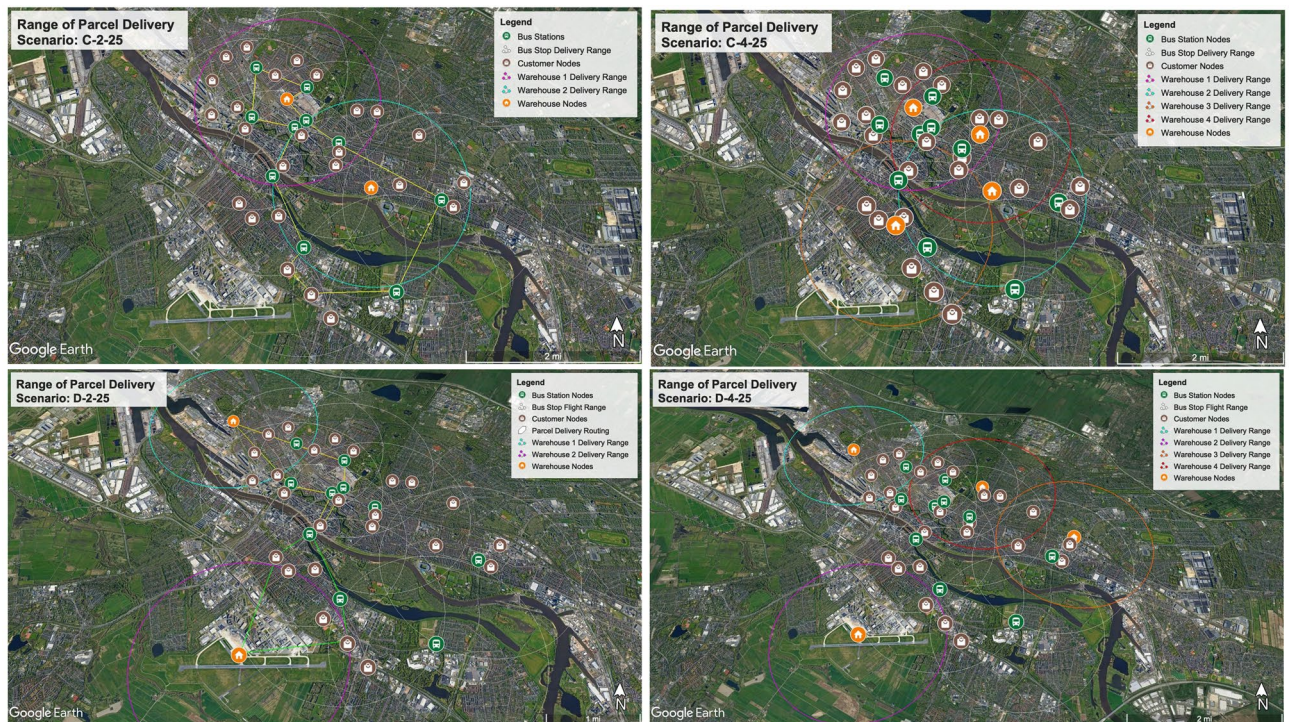 Range of Parcel Delivery
Scenario: C-2-25
Legend
Bus Stations
Bus Stop Delivery Range
Customer Nodes
Warehouse 1 Delivery Range
Warehouse 2 Delivery Range
Warehouse Nodes
Google Earth
2 mi
N
Range of Parcel Delivery
Scenario: C-4-25
Legend
Bus Station Nodes
Bus Stop Delivery Range
Customer Nodes
Warehouse 1 Delivery Range
Warehouse 2 Delivery Range
Warehouse 3 Delivery Range
Warehouse 4 Delivery Range
Warehouse Nodes
Google Earth
2 mi
N
Range of Parcel Delivery
Scenario: D-2-25
Legend
Bus Station Nodes
Bus Stop Flight Range
Customer Nodes
Parcel Delivery Routing
Warehouse 1 Delivery Range
Warehouse 2 Delivery Range
Warehouse Nodes
Google Earth
1 mi
N
Range of Parcel Delivery
Scenario: D-4-25
Legend
Bus Station Nodes
Bus Stop Flight Range
Customer Nodes
Warehouse 1 Delivery Range
Warehouse 2 Delivery Range
Warehouse 3 Delivery Range
Warehouse 4 Delivery Range
Warehouse Nodes
Google Earth
2 mi
N